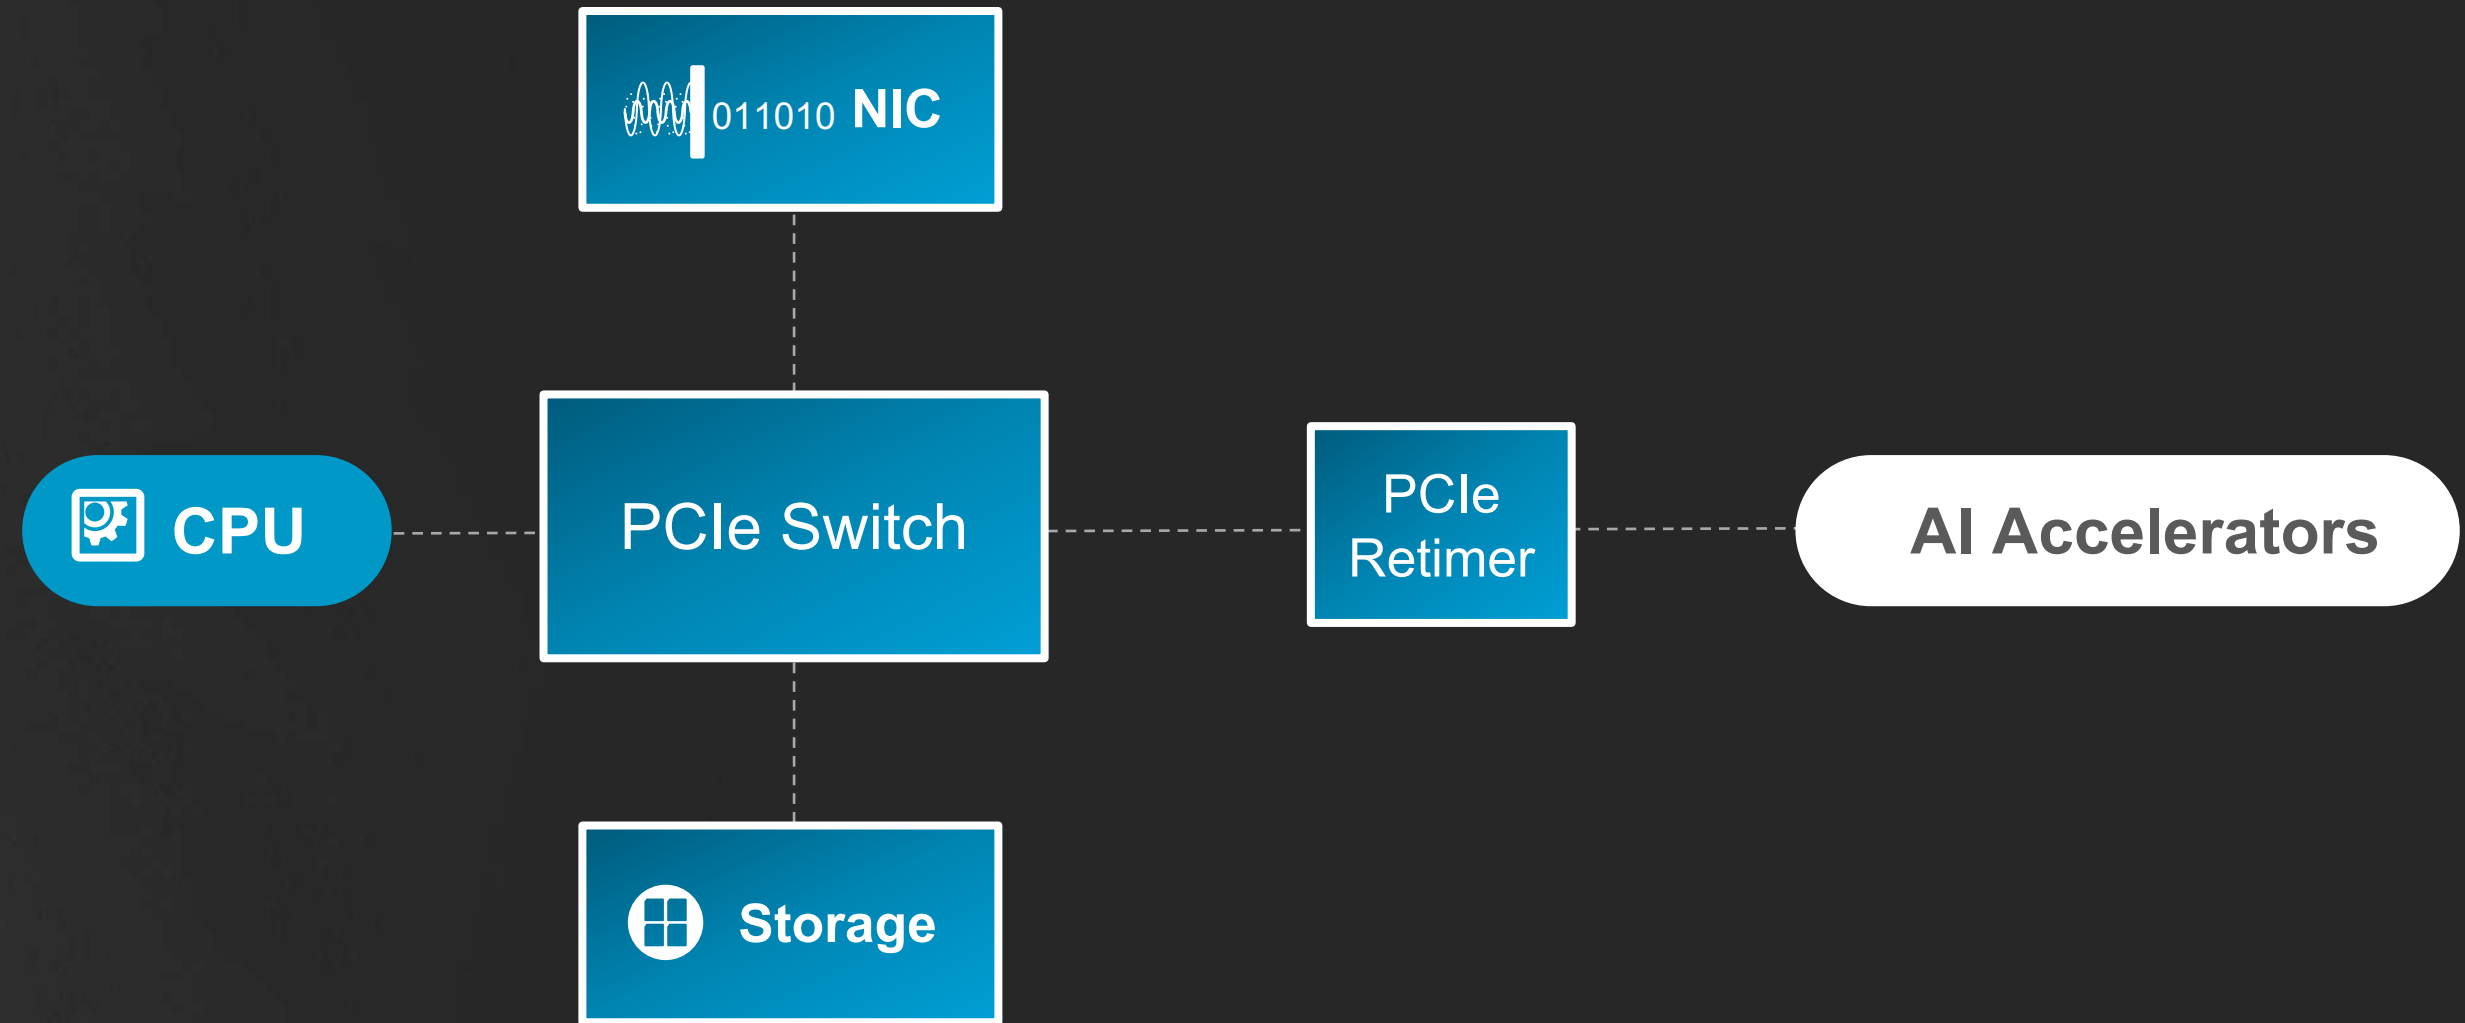 011010 NIC
CPU
PCIe Switch
PCIe
Retimer
AI Accelerators
Storage